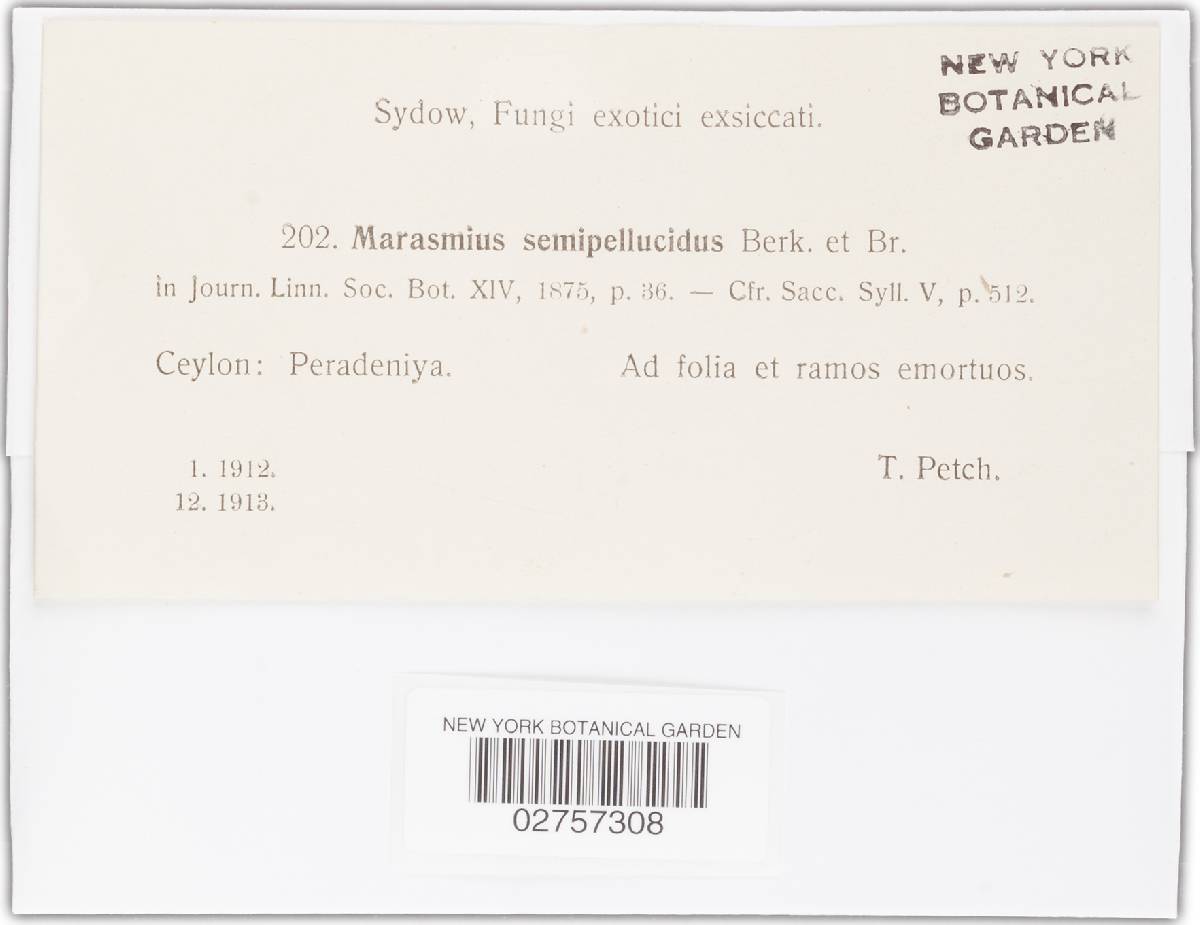 NEW YORK
BOTANICAL
GARDEN
Sydow, Fungi exotici exsiccati.
202. Marasmius semipellucidus Berk. et Br.
in Journ. Linn. Soc. Bot. XIV, 1875, p. 36. — Cfr. Sacc. Syll. V, p. 512.
Ceylon: Peradeniya. Ad folia et ramos emortuos.
1. 1912. T. Petch.
12. 1913.
NEW YORK BOTANICAL GARDEN
02757308